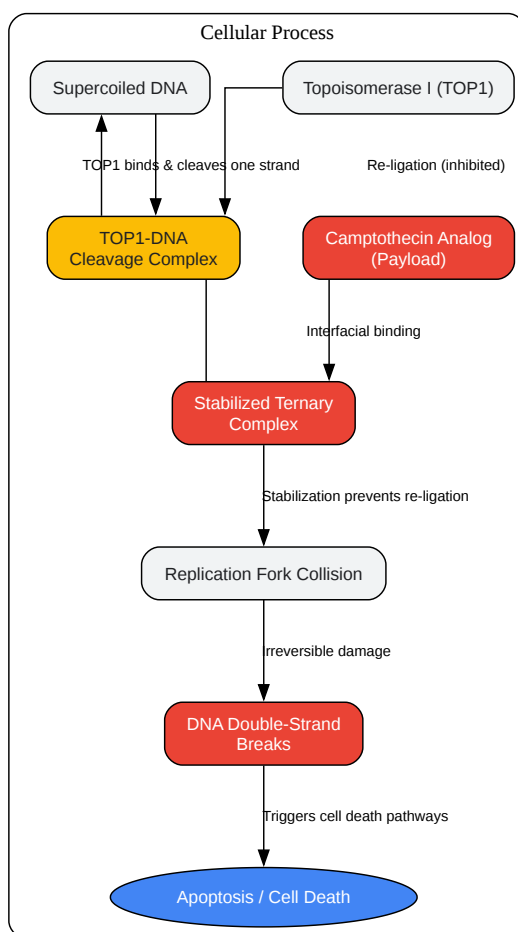 Cellular Process
Supercoiled DNA
Topoisomerase I (TOP1)
TOP1 binds & cleaves one strand
Re-ligation (inhibited)
TOP1-DNA
Cleavage Complex
Camptothecin Analog
(Payload)
Interfacial binding
Stabilized Ternary
Complex
Stabilization prevents re-ligation
Replication Fork Collision
Irreversible damage
DNA Double-Strand
Breaks
Triggers cell death pathways
Apoptosis / Cell Death